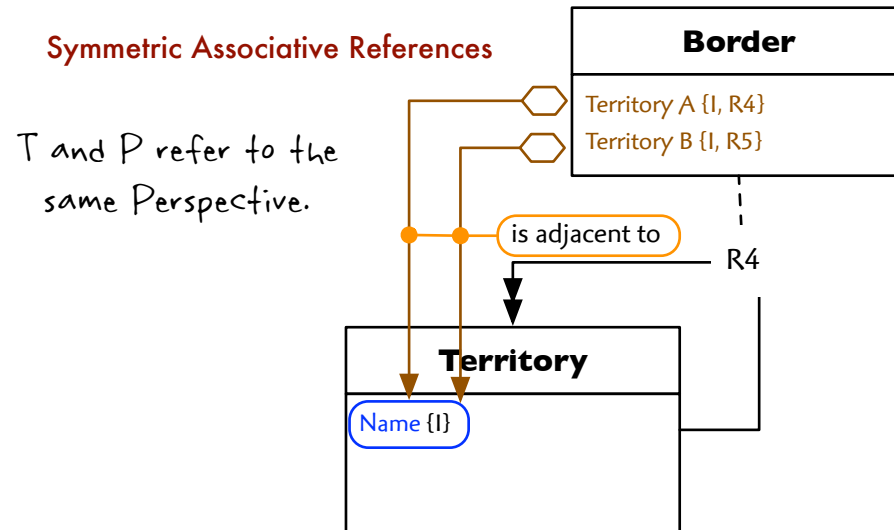 Symmetric Associative References
Border
Territory A {I, R4}
Territory B {I, R5}
T and P refer to the
same Perspective.
is adjacent to
R4
Territory
Name {I}